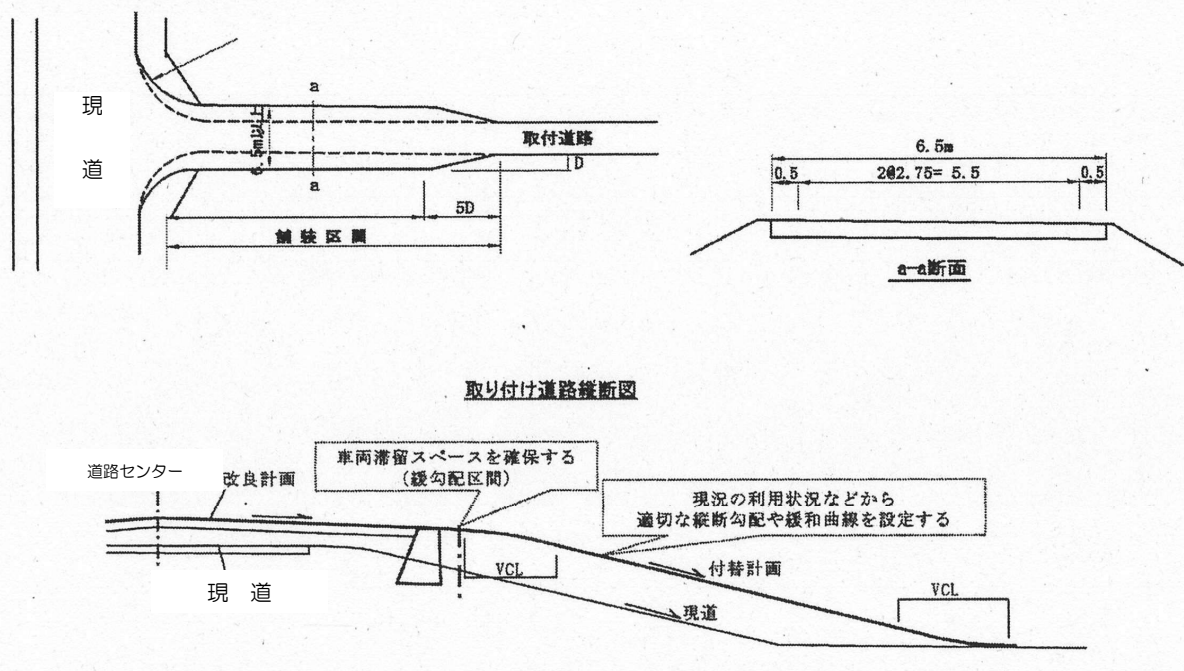 現
道
a
6.5m以上
a
取付道路
D
5D
舗装区間
6.5m
0.5
2@2.75= 5.5
0.5
a-a断面
取り付け道路縦断図
道路センター
改良計画
車両滞留スペースを確保する
(緩勾配区間)
現況の利用状況などから
適切な縦断勾配や緩和曲線を設定する
VCL
付替計画
現道
現道
VCL